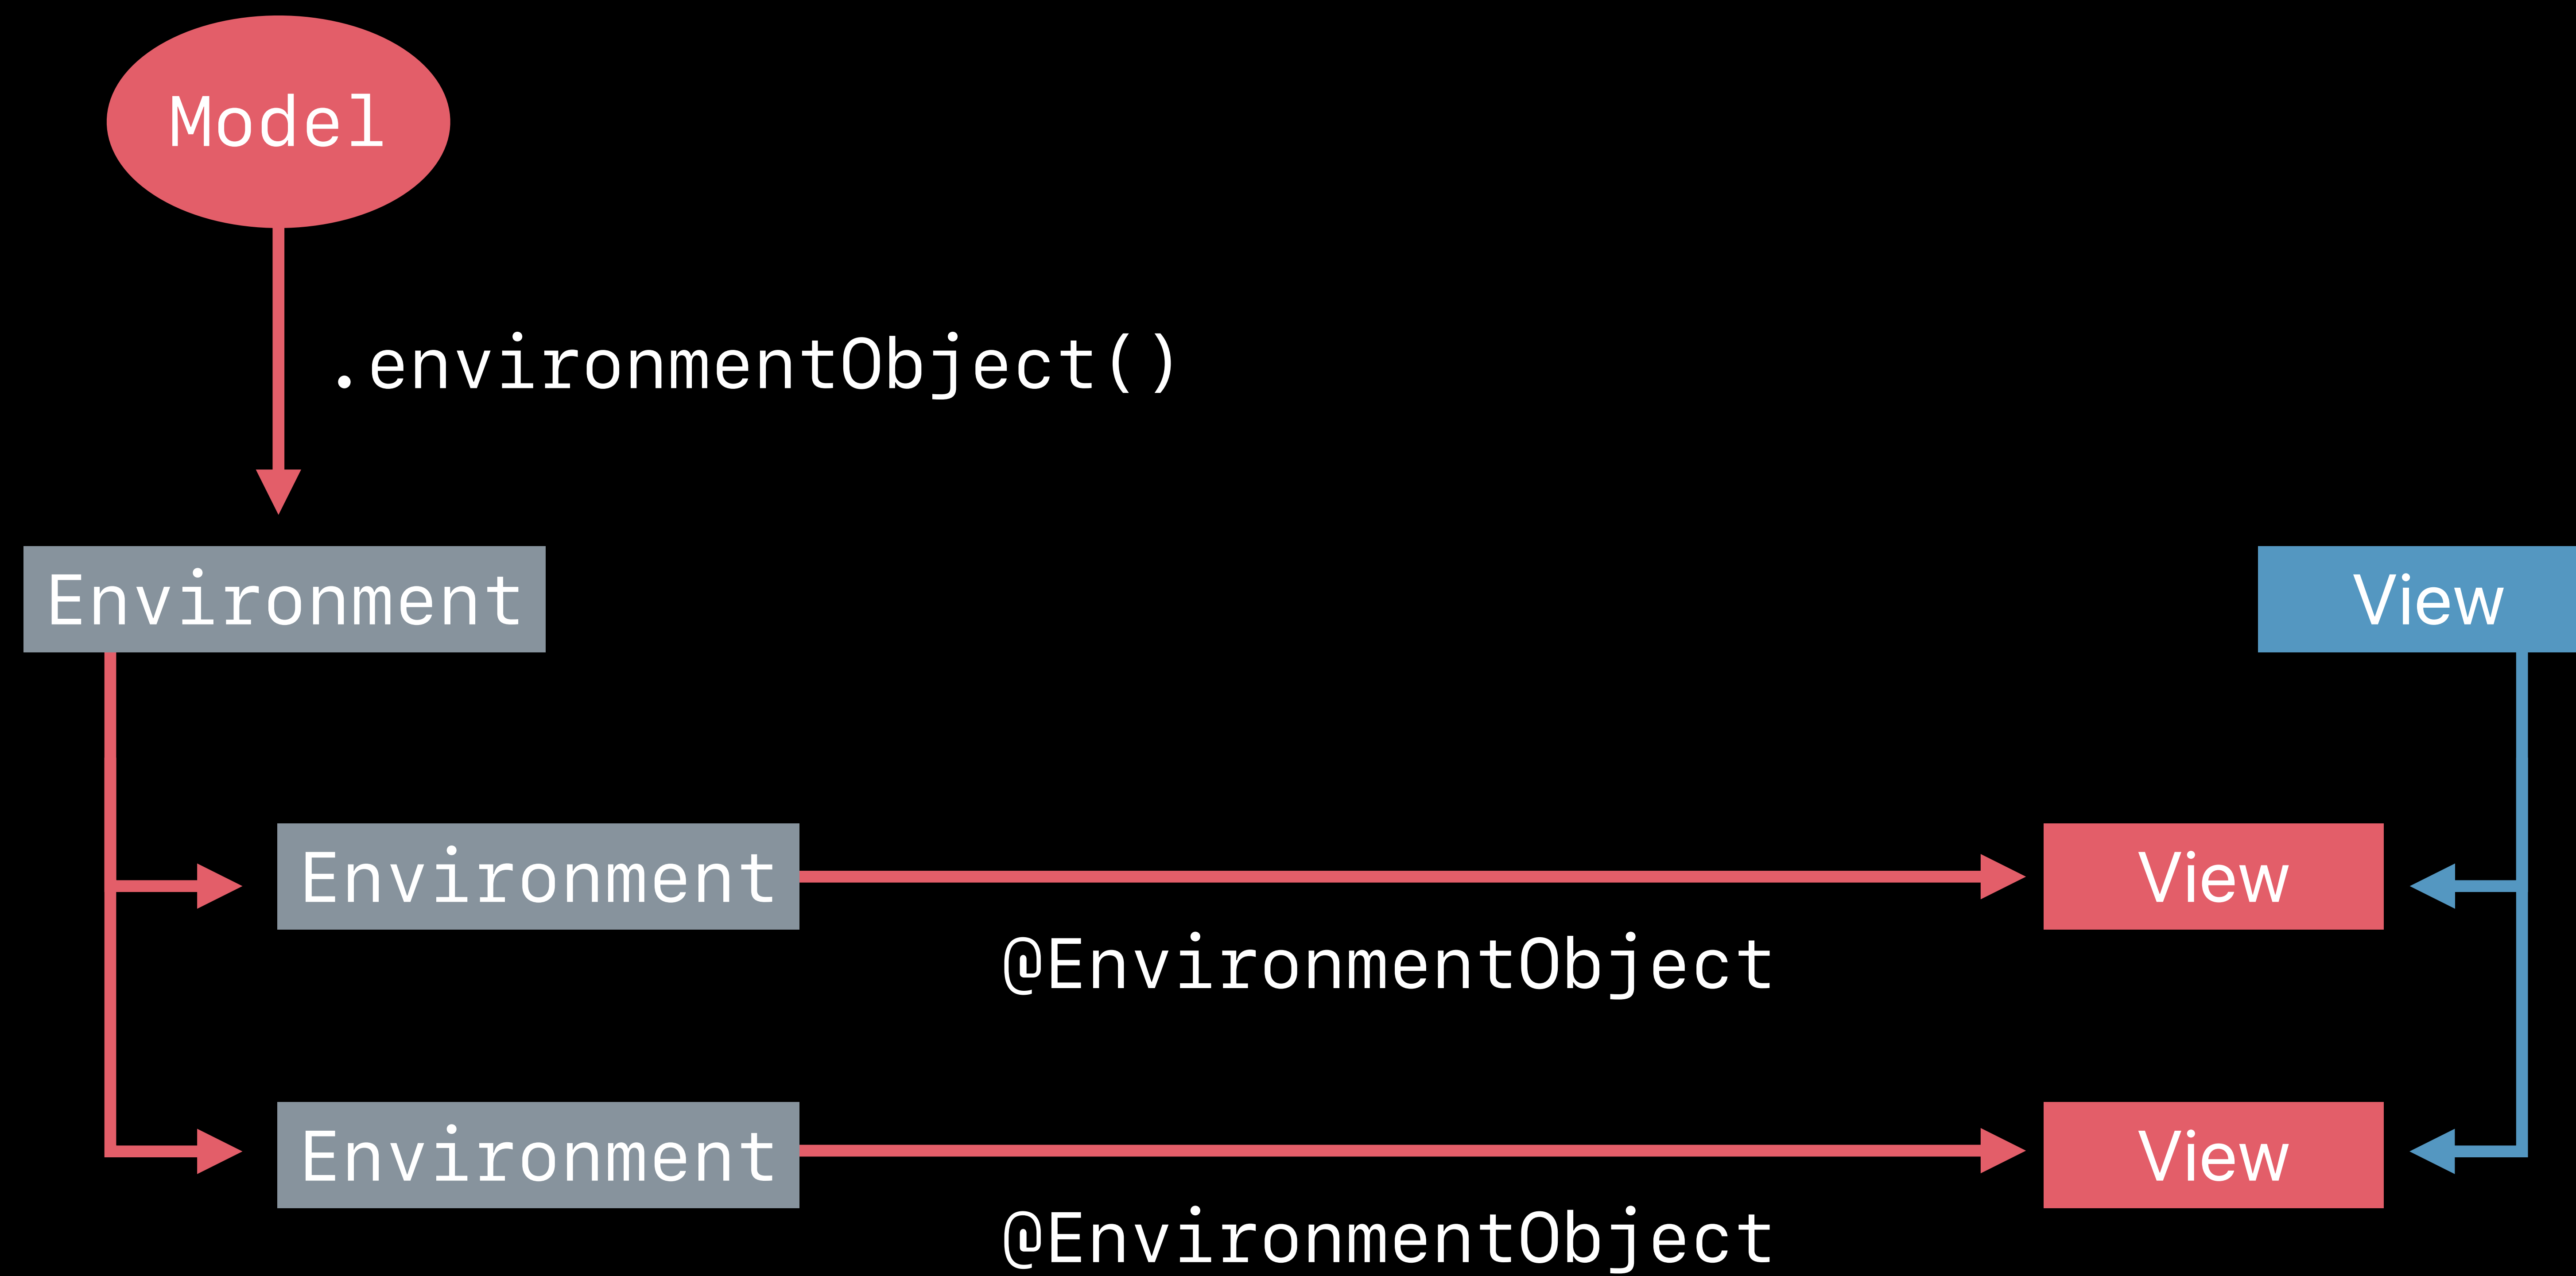 Model
.environmentObject()
Environment
View
Environment
View
@EnvironmentObject
Environment
View
@EnvironmentObject